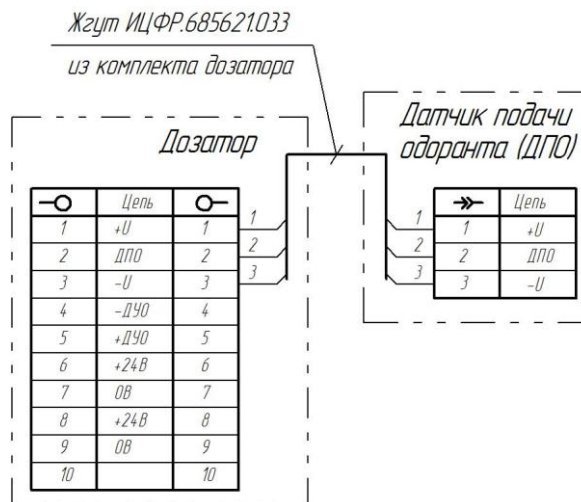 Жгут ИЦФР.685621.033
из комплекта дозатора
Дозатор
Датчик подачи
одоранта (ДПО)
Цепь
1 +U 1 1
2 ДПО 2 2
3 -U 3 3
4 -ДУО 4
5 +ДУО 5
6 +24В 6
7 0В 7
8 +24В 8
9 0В 9
10 10
Цепь
1 1 +U
2 2 ДПО
3 3 -U